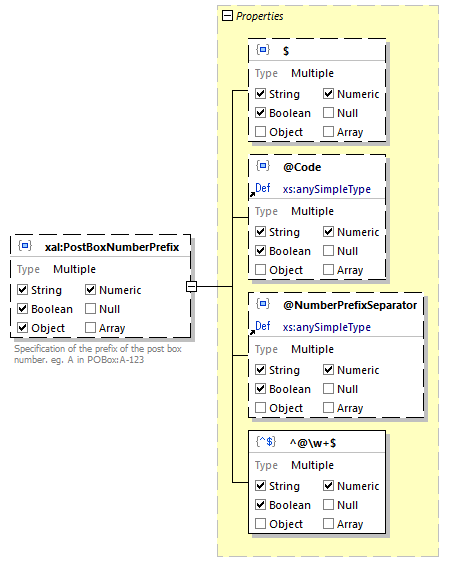 Properties
$
Type Multiple
String Numeric
Boolean Null
Object Array
@Code
Def xs:anySimpleType
Type Multiple
String Numeric
Boolean Null
Object Array
xal:PostBoxNumberPrefix
Type Multiple
String Numeric
Boolean Null
Object Array
Specification of the prefix of the post box
number. eg. A in POBox:A-123
@NumberPrefixSeparator
Def xs:anySimpleType
Type Multiple
String Numeric
Boolean Null
Object Array
{^$} ^@\w+$
Type Multiple
String Numeric
Boolean Null
Object Array